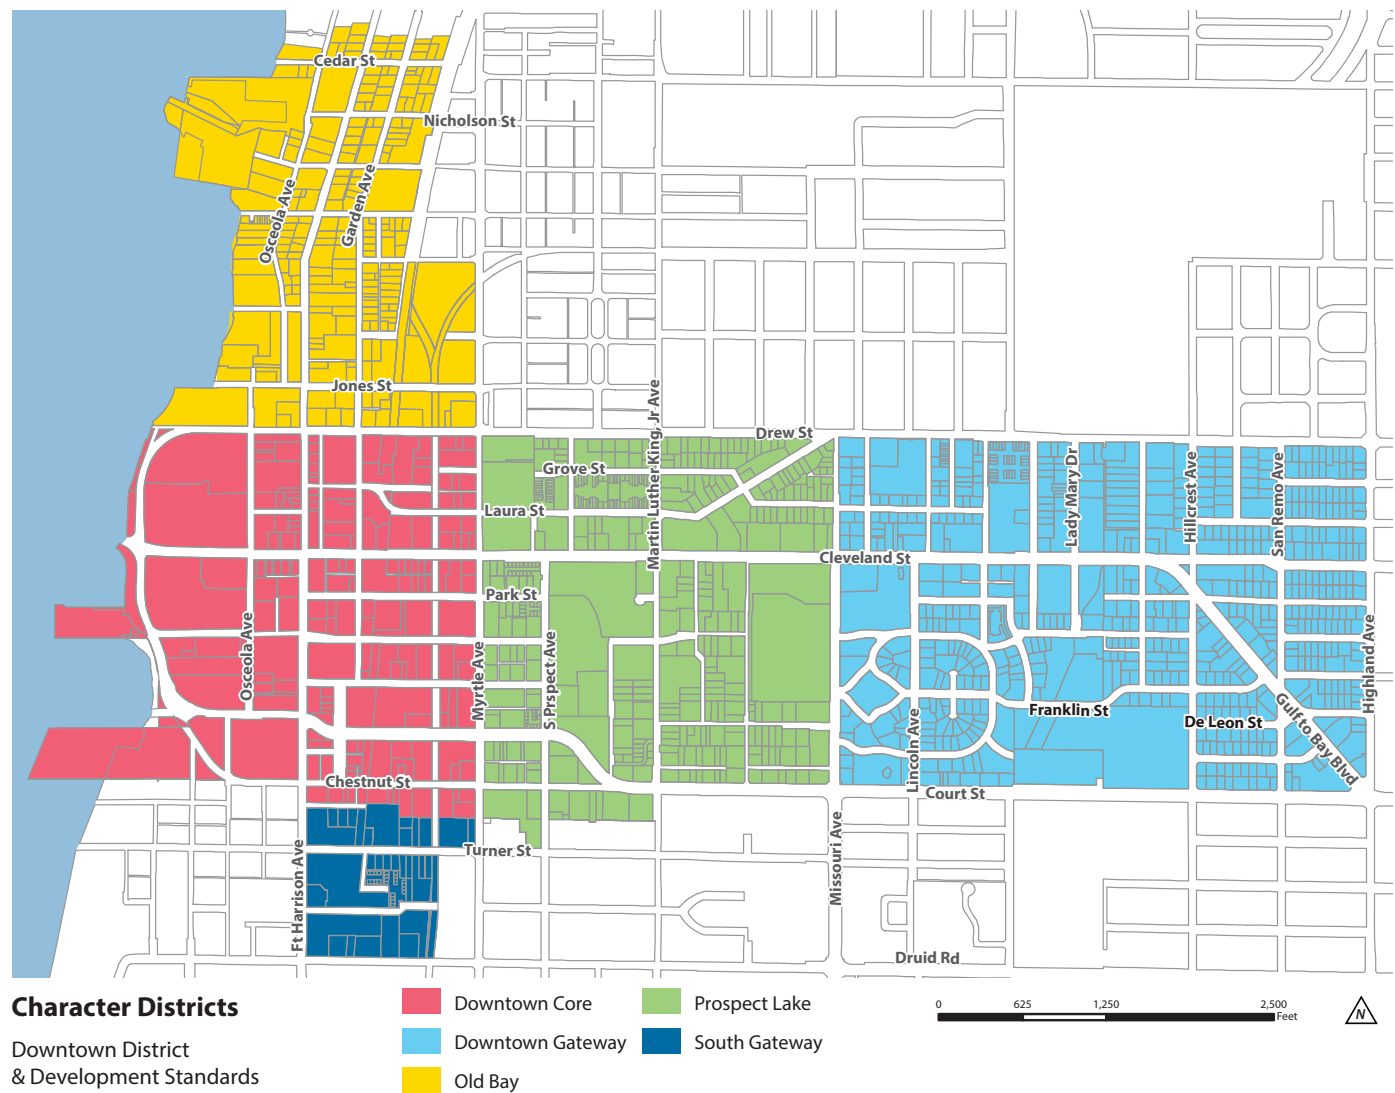 Cedar St
Nicholson St
Osceola Ave
Garden Ave
Jones St
Martin Luther King, Jr Ave
Drew St
Grove St
Laura St
Lady Mary Dr
Hillcrest Ave
San Remo Ave
Cleveland St
Park St
Osceola Ave
Myrtle Ave
S Prspect Ave
Highland Ave
Franklin St
De Leon St
Lincoln Ave
Gulf to Bay Blvd
Chestnut St
Court St
Missouri Ave
Turner St
Ft Harrison Ave
Druid Rd
Character Districts
Downtown District
& Development Standards
Downtown Core
Downtown Gateway
Old Bay
Prospect Lake
South Gateway
0 625 1,250 2,500
Feet
N